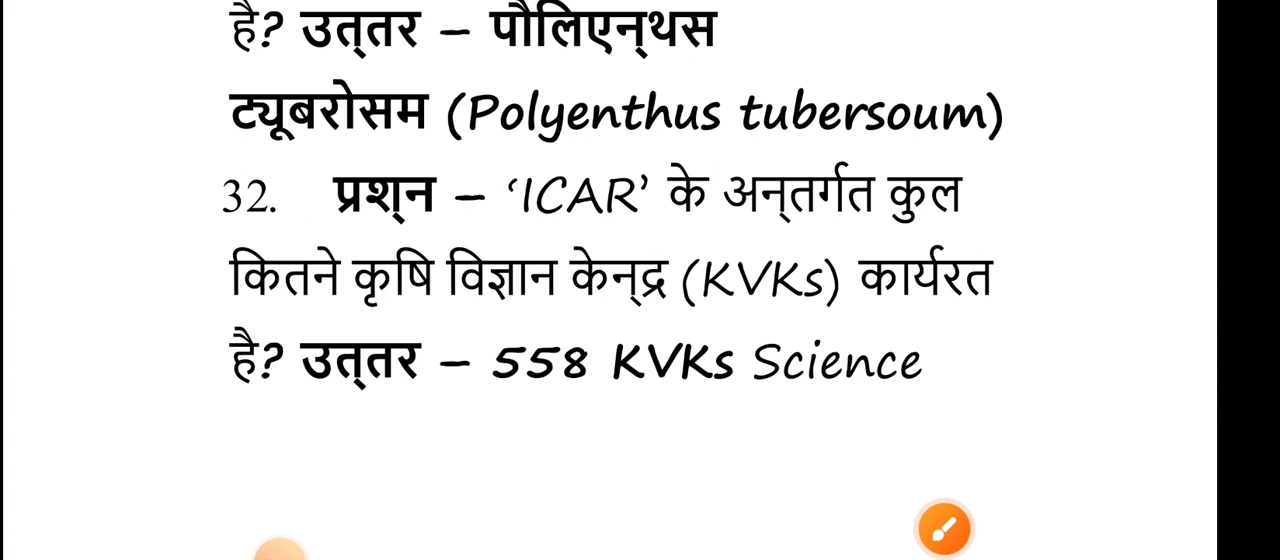 है? उत्‌तर – पौलिएन्‌थस
ट्यूबरोसम (Polyenthus tubersoum)
32. प्रश्‌न – ‘ICAR’ के अन्‌तर्गत कुल
कितने कृषि विज्ञान केन्‌द्र (KVKs) कार्यरत
है? उत्‌तर – 558 KVKs Science